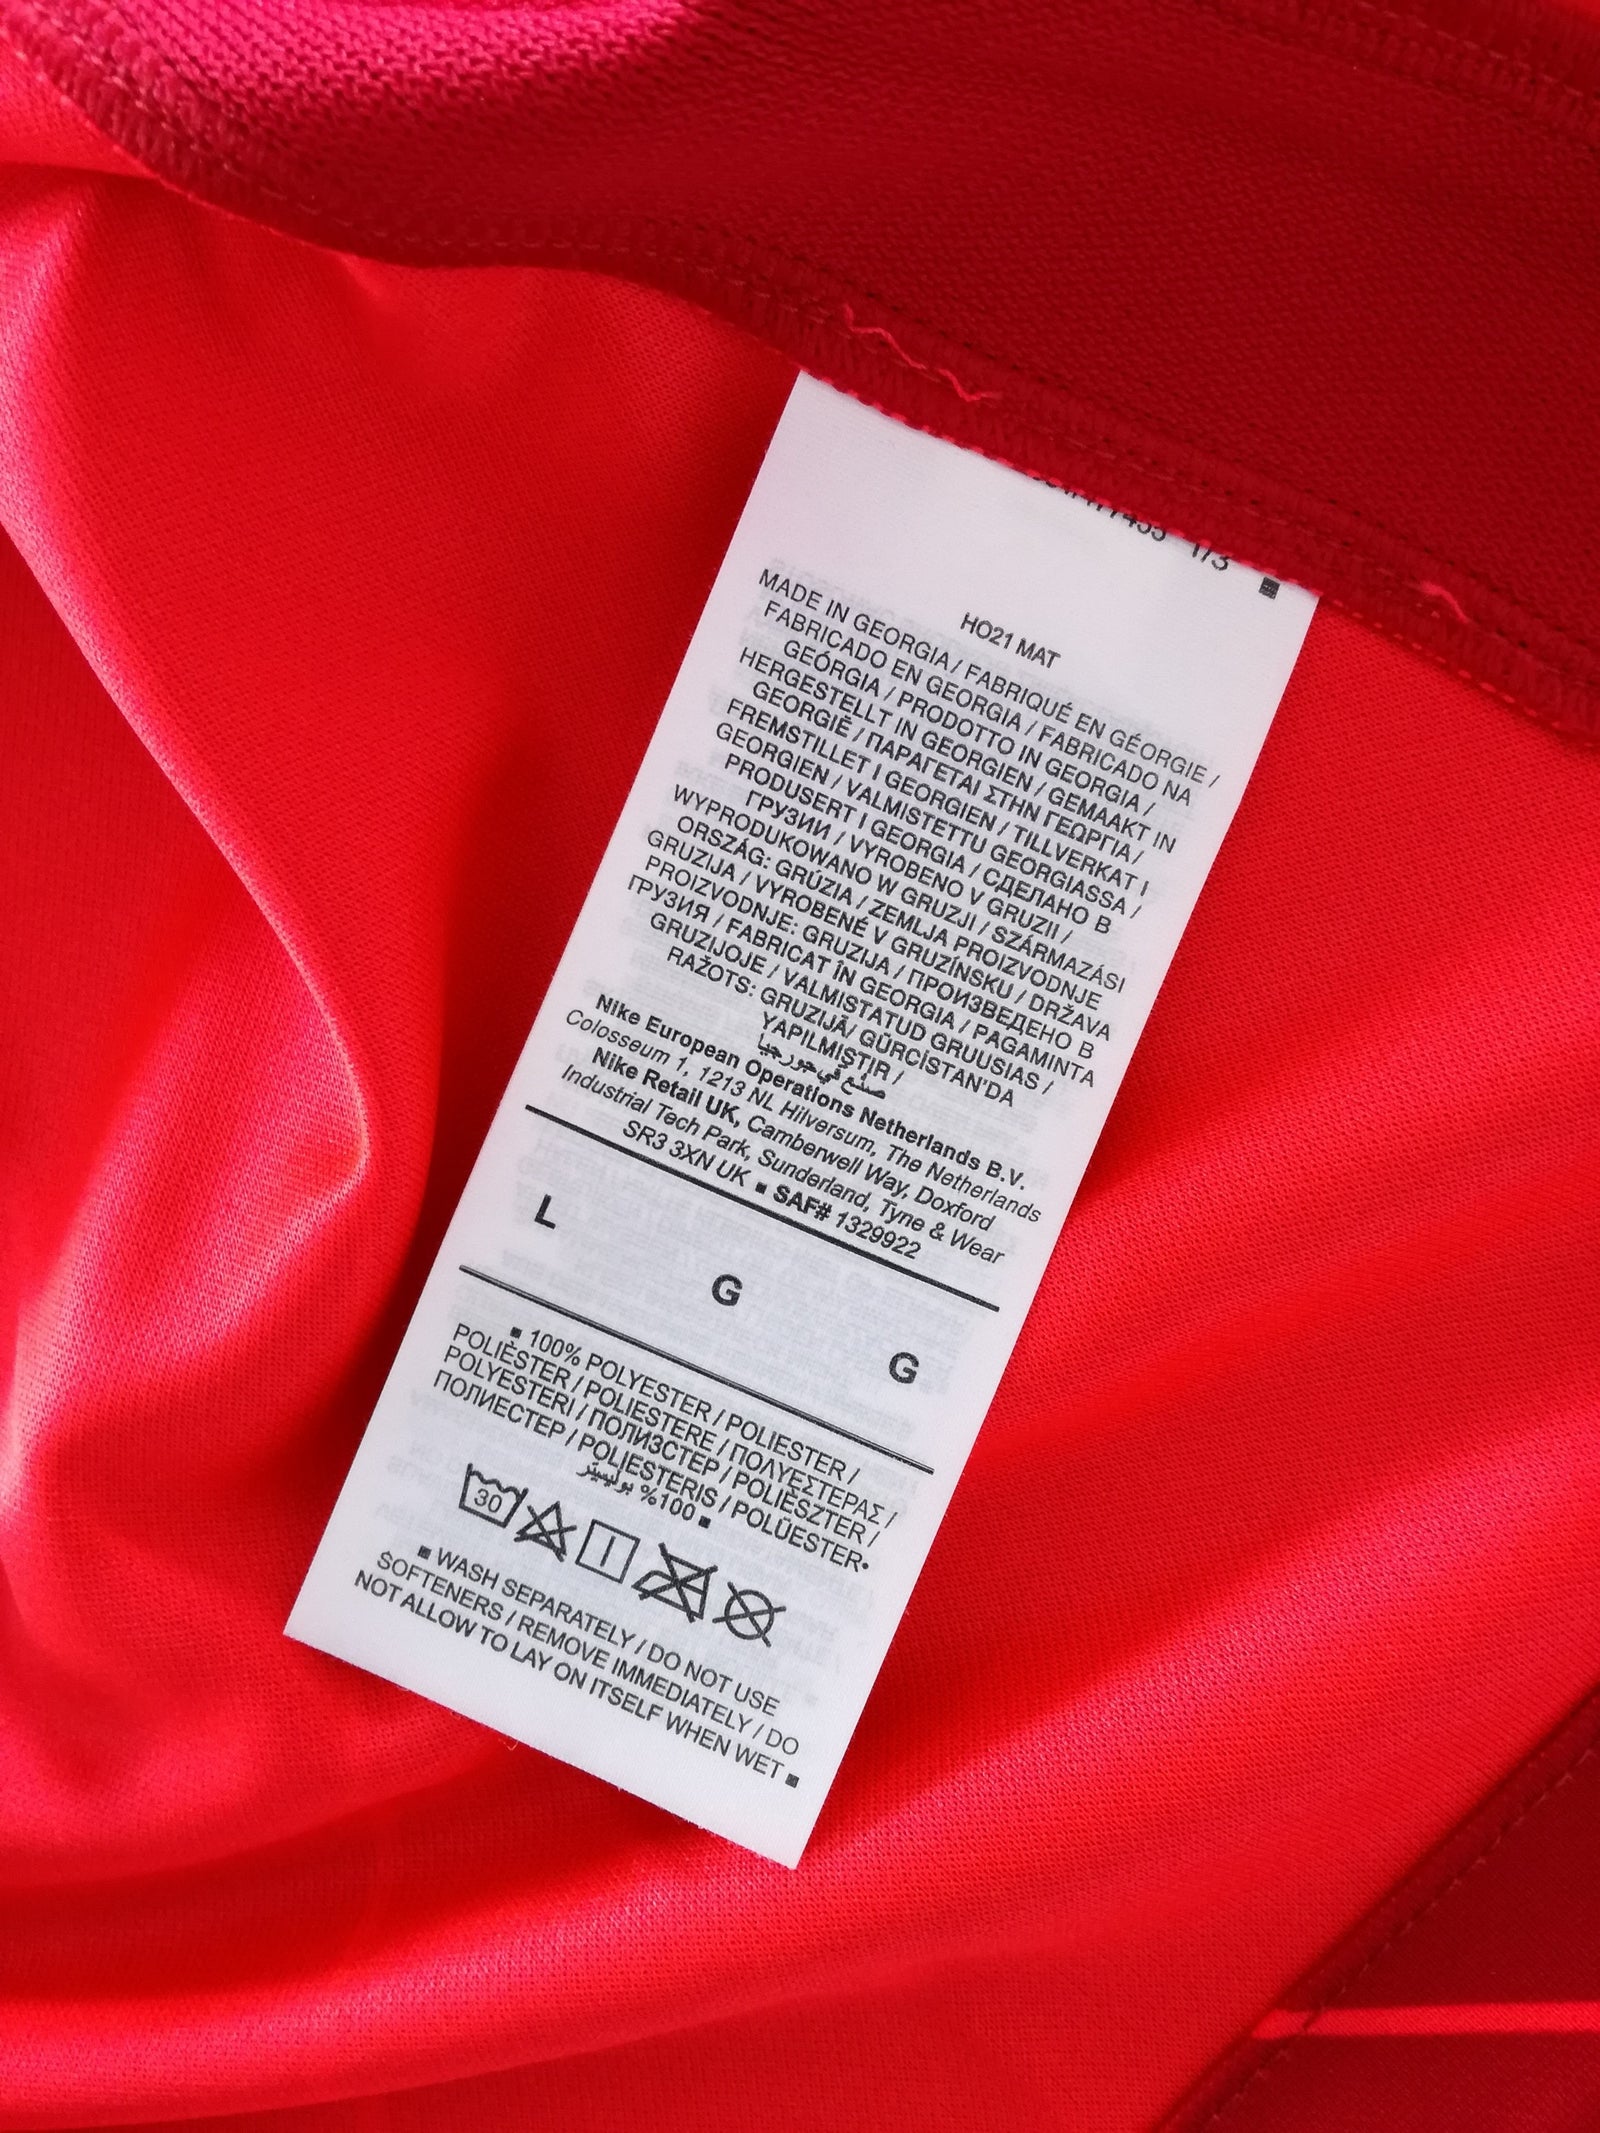 173
HO21 MAT
MADE IN GEORGIA / FABRIQUÉ EN GÉORGIE /
FABRICADO EN GEORGIA / FABRICADO NA
GEÓRGIA / PRODOTTO IN GEORGIA /
HERGESTELLT IN GEORGIEN / GEMAAKT IN
GEORGIË / ΠΑΡΑΓΕΤΑΙ ΣΤΗΝ ΓΕΩΡΓΙΑ /
FREMSTILLET I GEORGIEN / TILLVERKAT I
GEORGIEN / VALMISTETTU GEORGIASSA /
PRODUSERT I GEORGIA / СДЕЛАНО В
ГРУЗИИ / VYROBENO V GRUZII /
WYPRODUKOWANO W GRUZJI / SZÁRMAZÁSI
ORSZÁG: GRÚZIA / ZEMLJA PROIZVODNJE
GRUZIJA / VYROBENÉ V GRUZÍNSKU / DRŽAVA
PROIZVODNJE: GRUZIJA / ПРОИЗВЕДЕНО В
ГРУЗИЯ / FABRICAT ÎN GEORGIA / PAGAMINTA
GRUZIJOJE / VALMISTATUD GRUUSIAS /
RAŽOTS: GRUZIJĀ/ GÜRCİSTAN'DA
YAPILMIŞTIR /
صنع في جورجيا
Nike European Operations Netherlands B.V.
Colosseum 1, 1213 NL Hilversum, The Netherlands
Nike Retail UK, Camberwell Way, Doxford
Industrial Tech Park, Sunderland, Tyne & Wear
SR3 3XN UK ▪ SAF# 1329922
L G G
▪ 100% POLYESTER / POLIESTER /
POLIÈSTER / POLIESTERE / ΠΟΛΥΕΣΤΕΡΑΣ /
POLYESTERI / ПОЛИЗСТЕР / POLIÈSZTER /
ПОЛИЕСТЕР / POLIESTERIS / POLÜESTER▪
100% بوليستر ▪
30
▪ WASH SEPARATELY / DO NOT USE
SOFTENERS / REMOVE IMMEDIATELY / DO
NOT ALLOW TO LAY ON ITSELF WHEN WET ▪